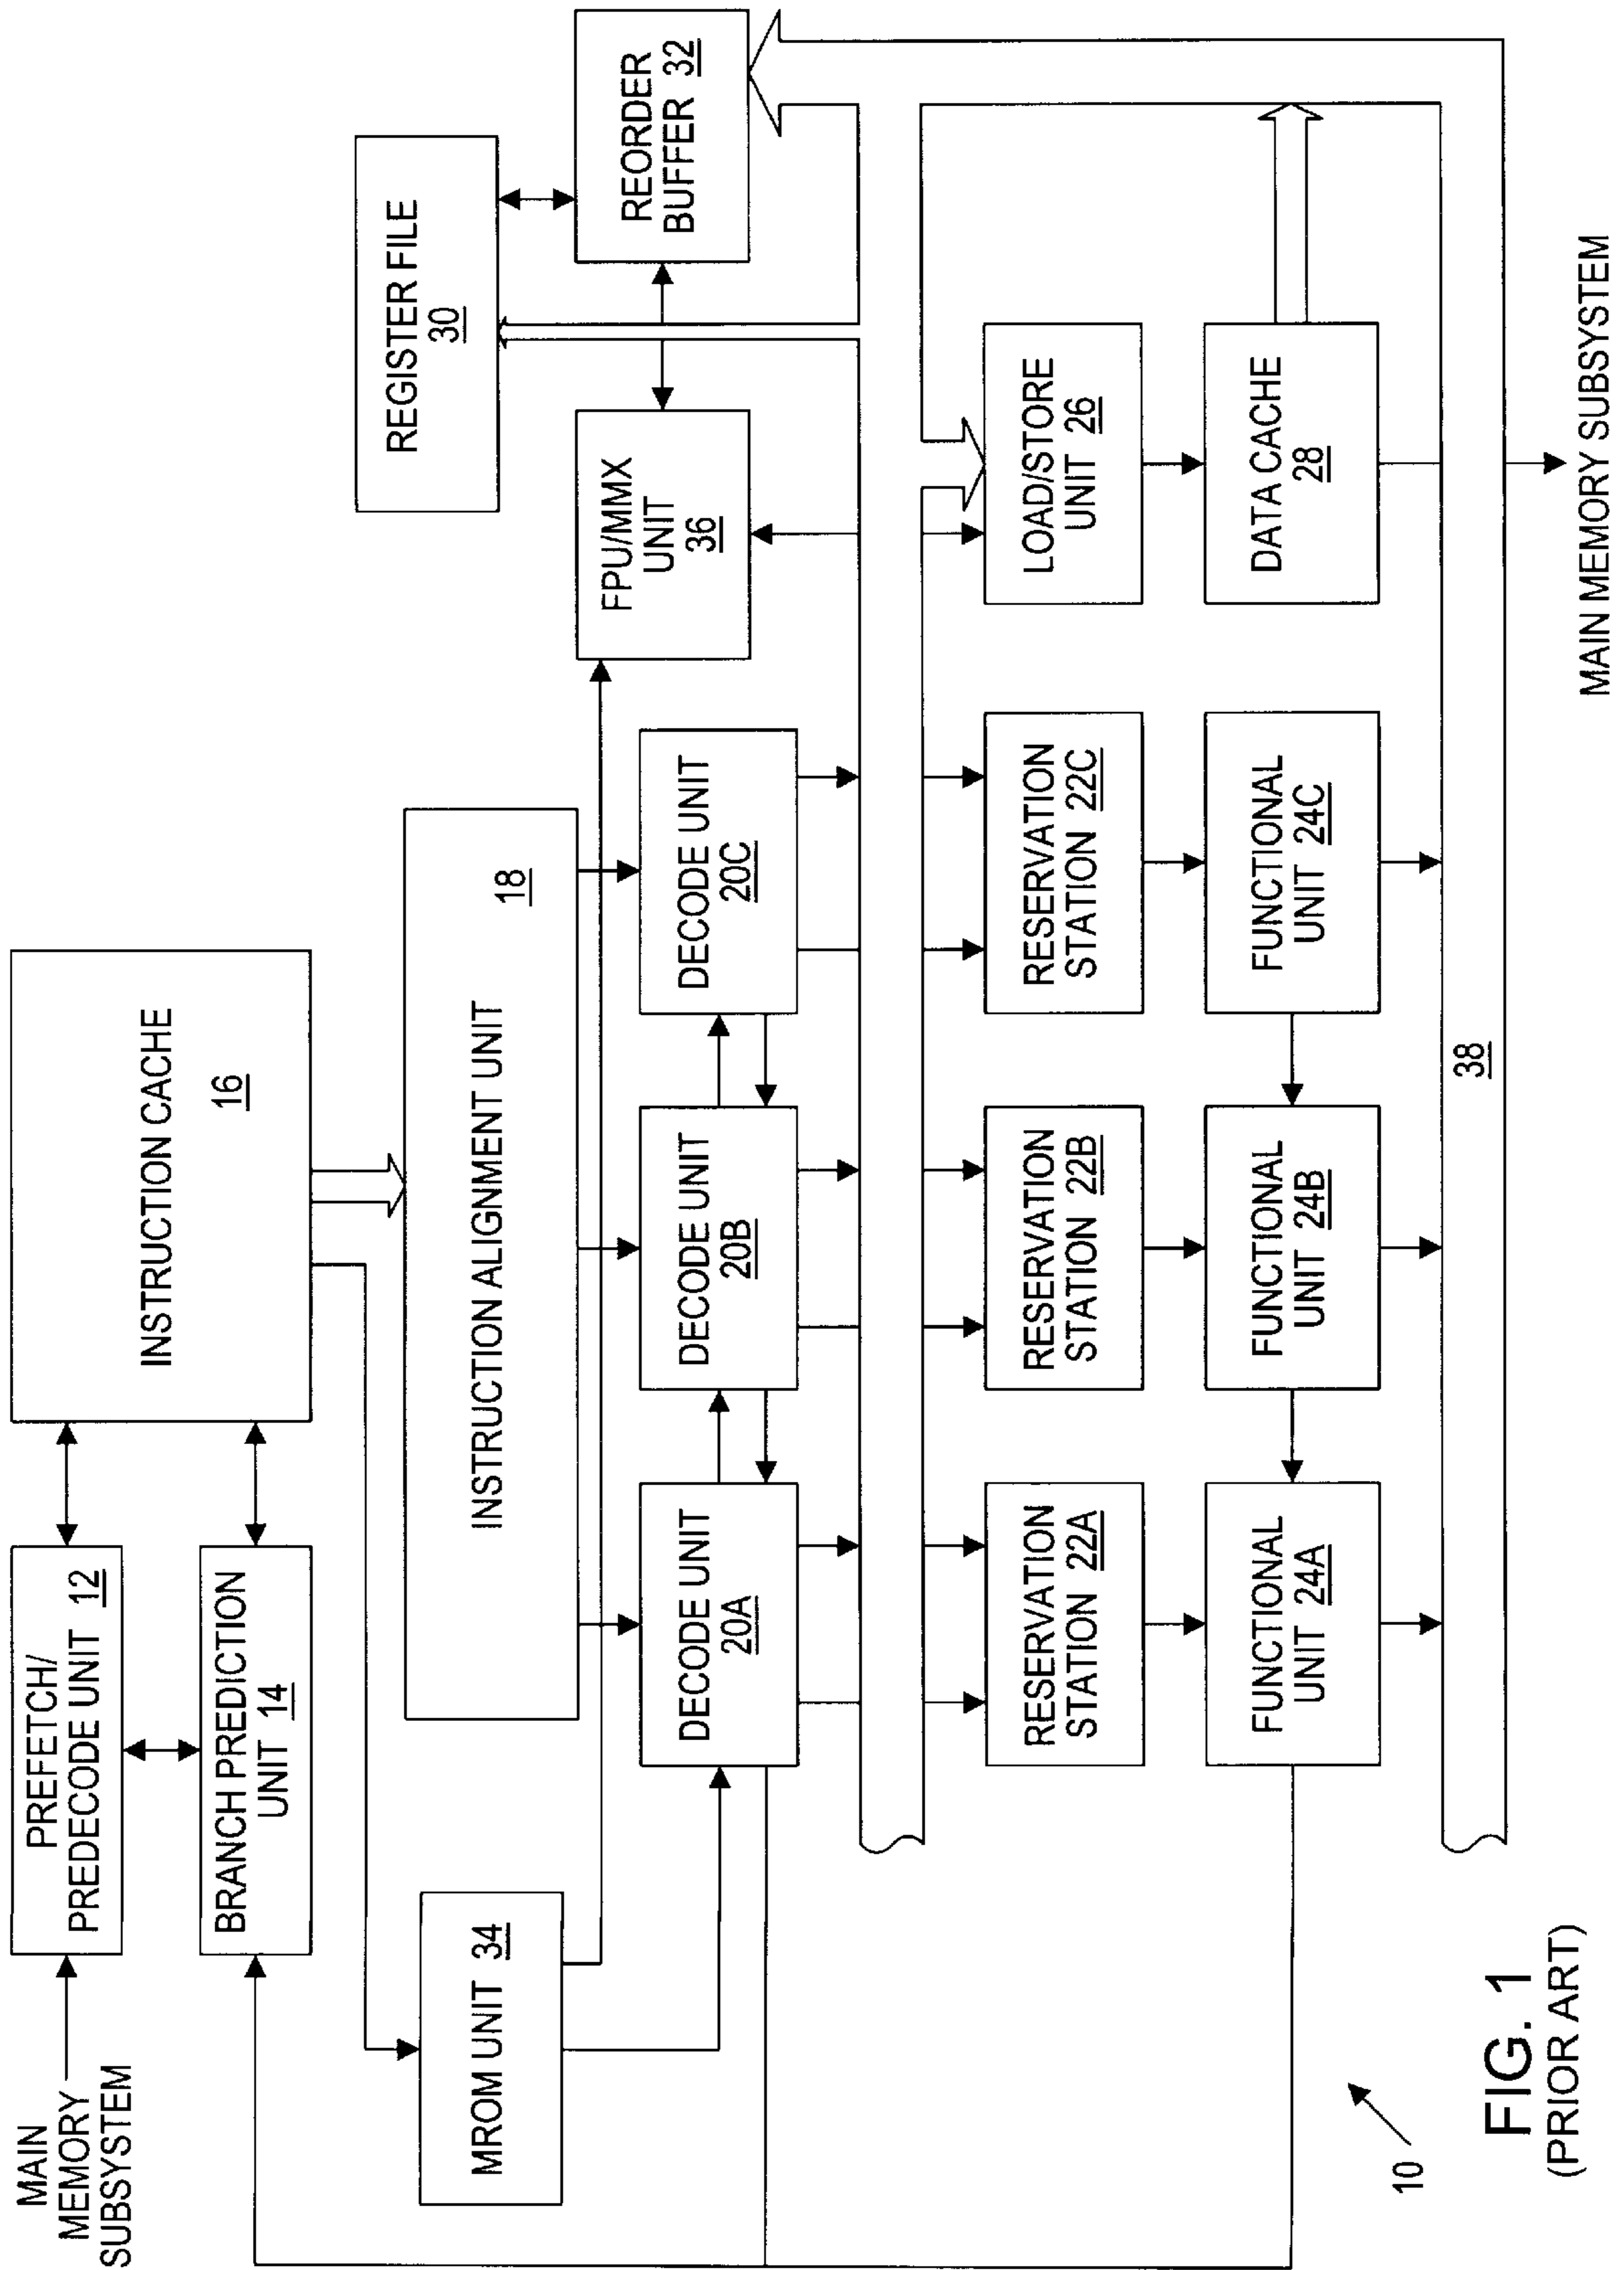 MAIN
MEMORY
SUBSYSTEM
PREFETCH/
PREDECODE UNIT 12
BRANCH PREDICTION
UNIT 14
INSTRUCTION CACHE
16
REGISTER FILE
30
REORDER
BUFFER 32
MROM UNIT 34
INSTRUCTION ALIGNMENT UNIT
18
FPU/MMX
UNIT
36
DECODE UNIT
20A
DECODE UNIT
20B
DECODE UNIT
20C
RESERVATION
STATION 22A
RESERVATION
STATION 22B
RESERVATION
STATION 22C
LOAD/STORE
UNIT 26
FUNCTIONAL
UNIT 24A
FUNCTIONAL
UNIT 24B
FUNCTIONAL
UNIT 24C
DATA CACHE
28
38
10
MAIN MEMORY SUBSYSTEM
FIG. 1
(PRIOR ART)